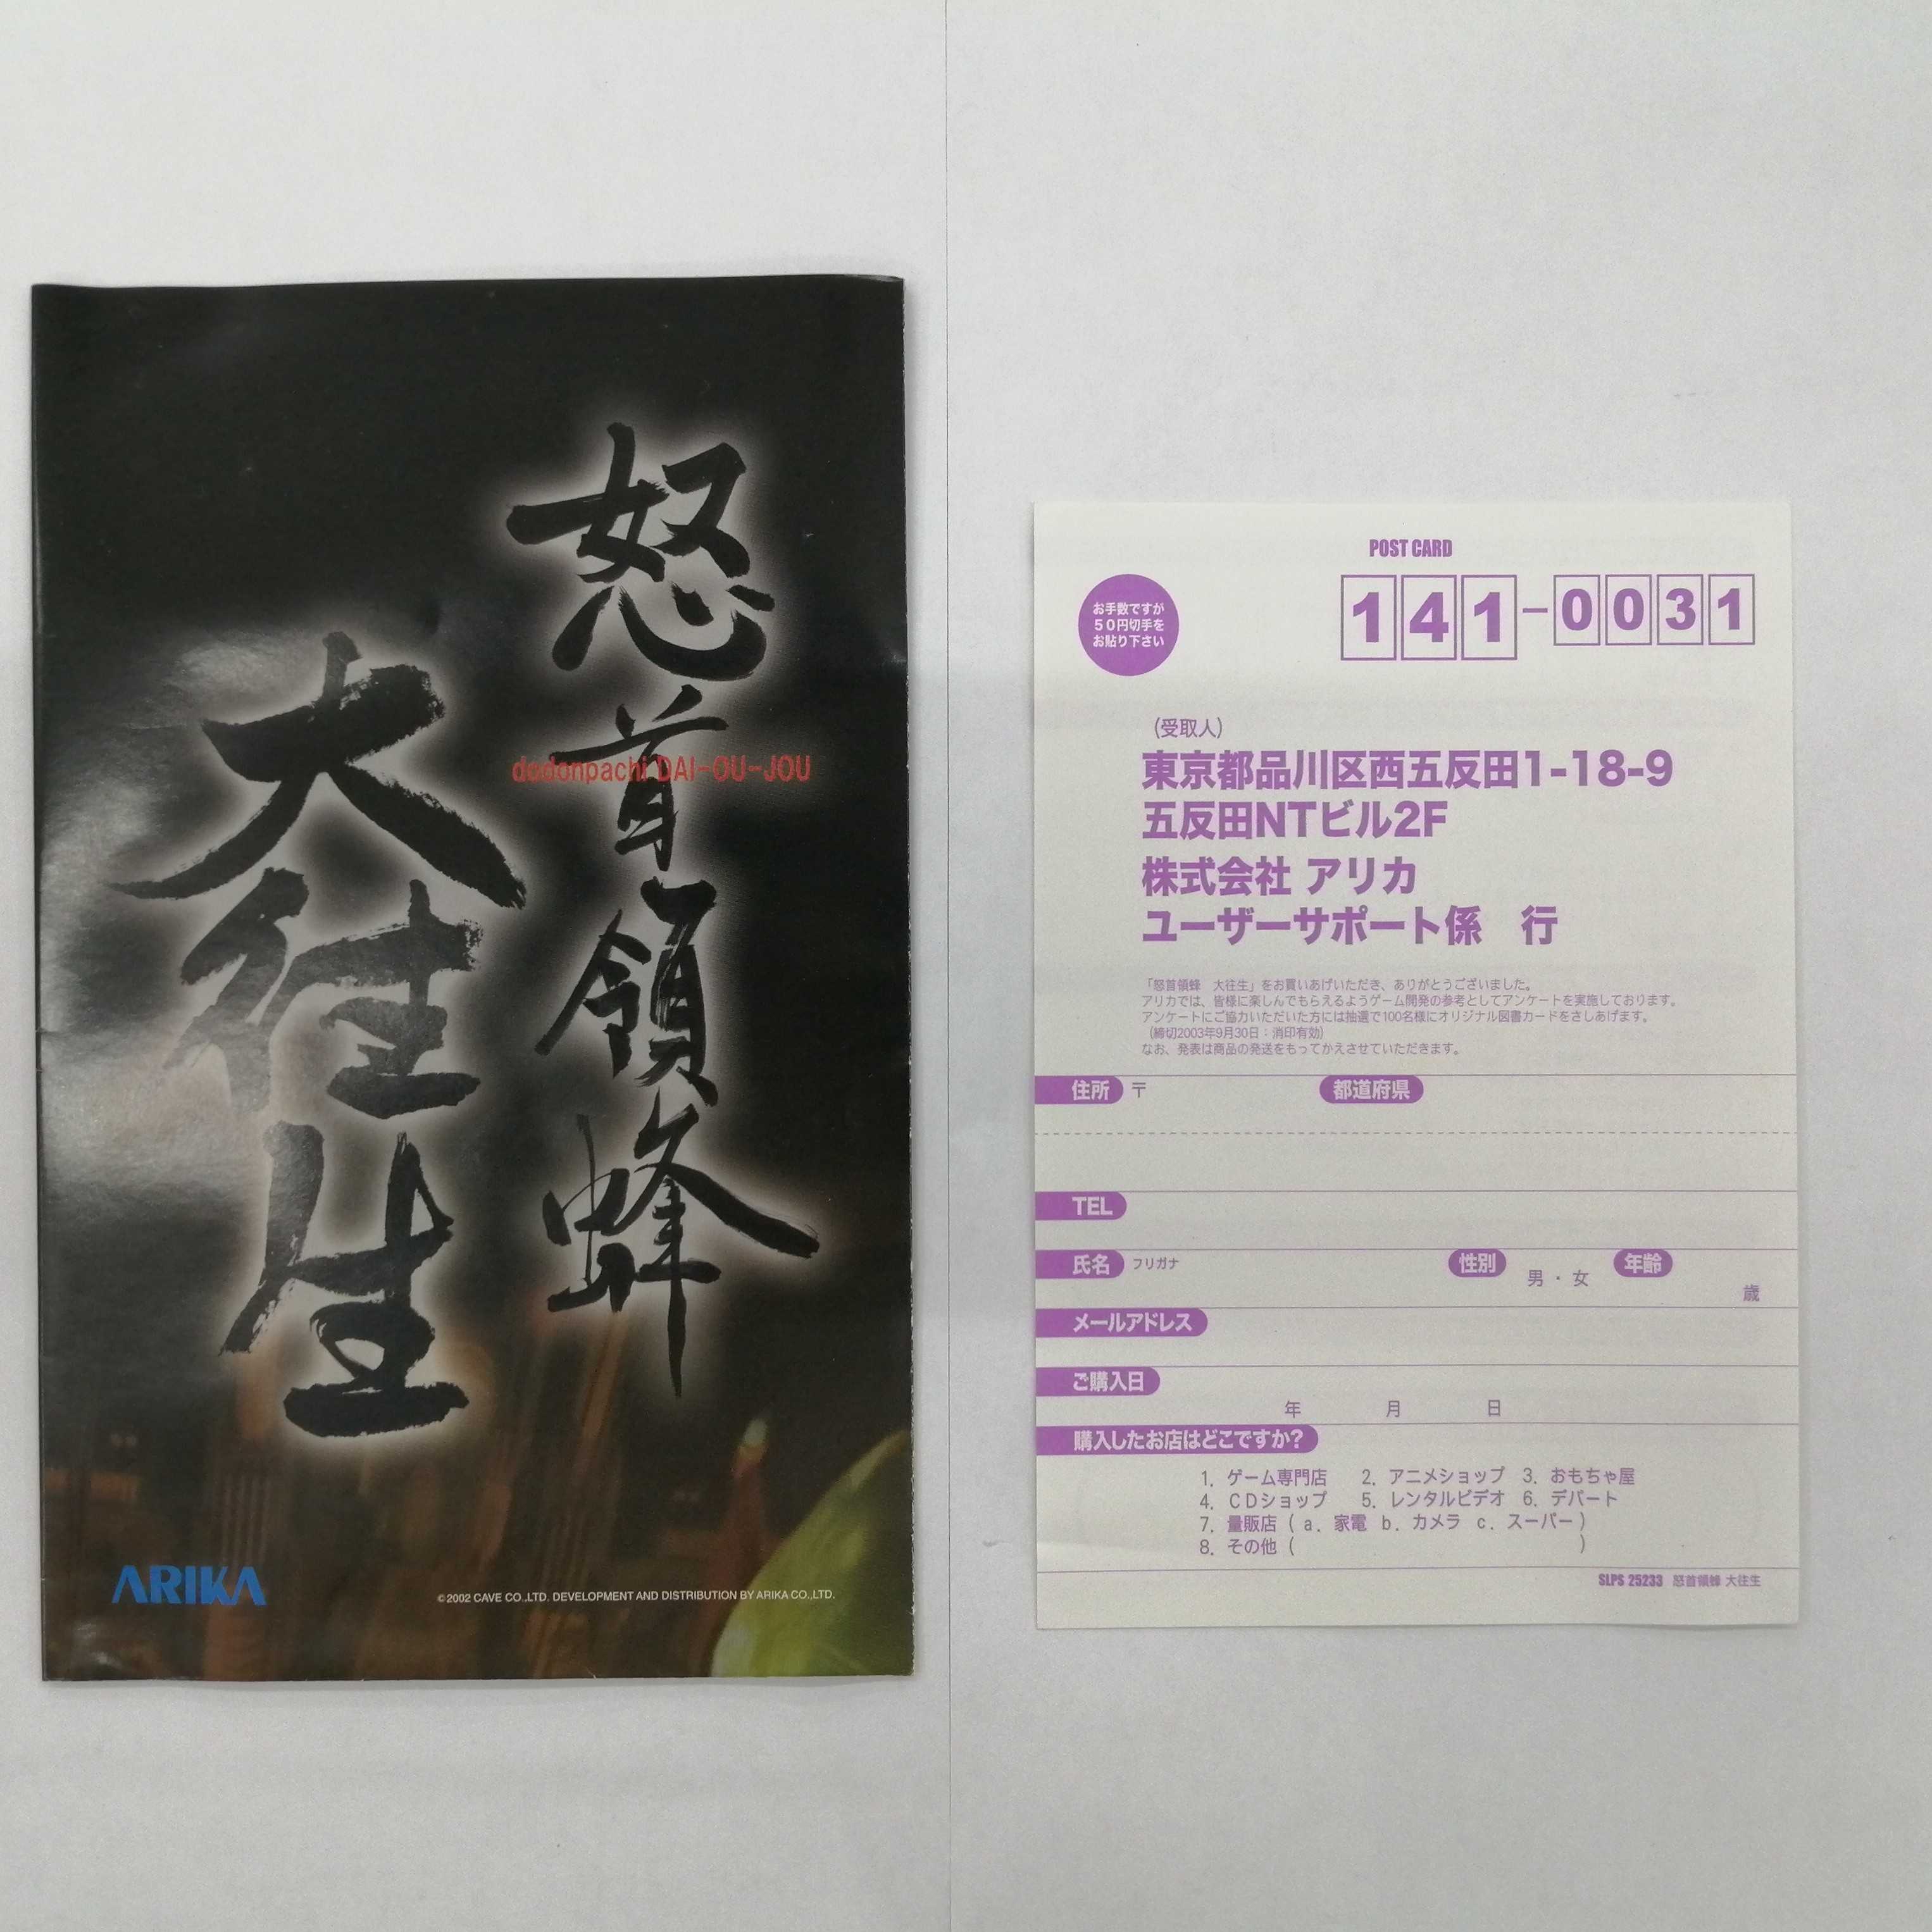 怒首領蜂
大往生
dodonpachi DAI-OU-JOU
ARIKA
©2002 CAVE CO.,LTD. DEVELOPMENT AND DISTRIBUTION BY ARIKA CO.,LTD.
POST CARD
お手数ですが
50円切手を
お貼り下さい
141-0031
(受取人)
東京都品川区西五反田1-18-9
五反田NTビル2F
株式会社 アリカ
ユーザーサポート係 行
「怒首領蜂 大往生」をお買いあげいただき、ありがとうございました。
アリカでは、皆様に楽しんでもらえるようゲーム開発の参考としてアンケートを実施しております。
アンケートにご協力いただいた方には抽選で100名様にオリジナル図書カードをさしあげます。
(締切2003年9月30日:消印有効)
なお、発表は商品の発送をもってかえさせていただきます。
住所 〒 都道府県
TEL
氏名 フリガナ 性別 男・女 年齢 歳
メールアドレス
ご購入日
年 月 日
購入したお店はどこですか?
1. ゲーム専門店 2. アニメショップ 3. おもちゃ屋
4. CDショップ 5. レンタルビデオ 6. デパート
7. 量販店 ( a. 家電 b. カメラ c. スーパー )
8. その他 ( )
SLPS 25233 怒首領蜂 大往生